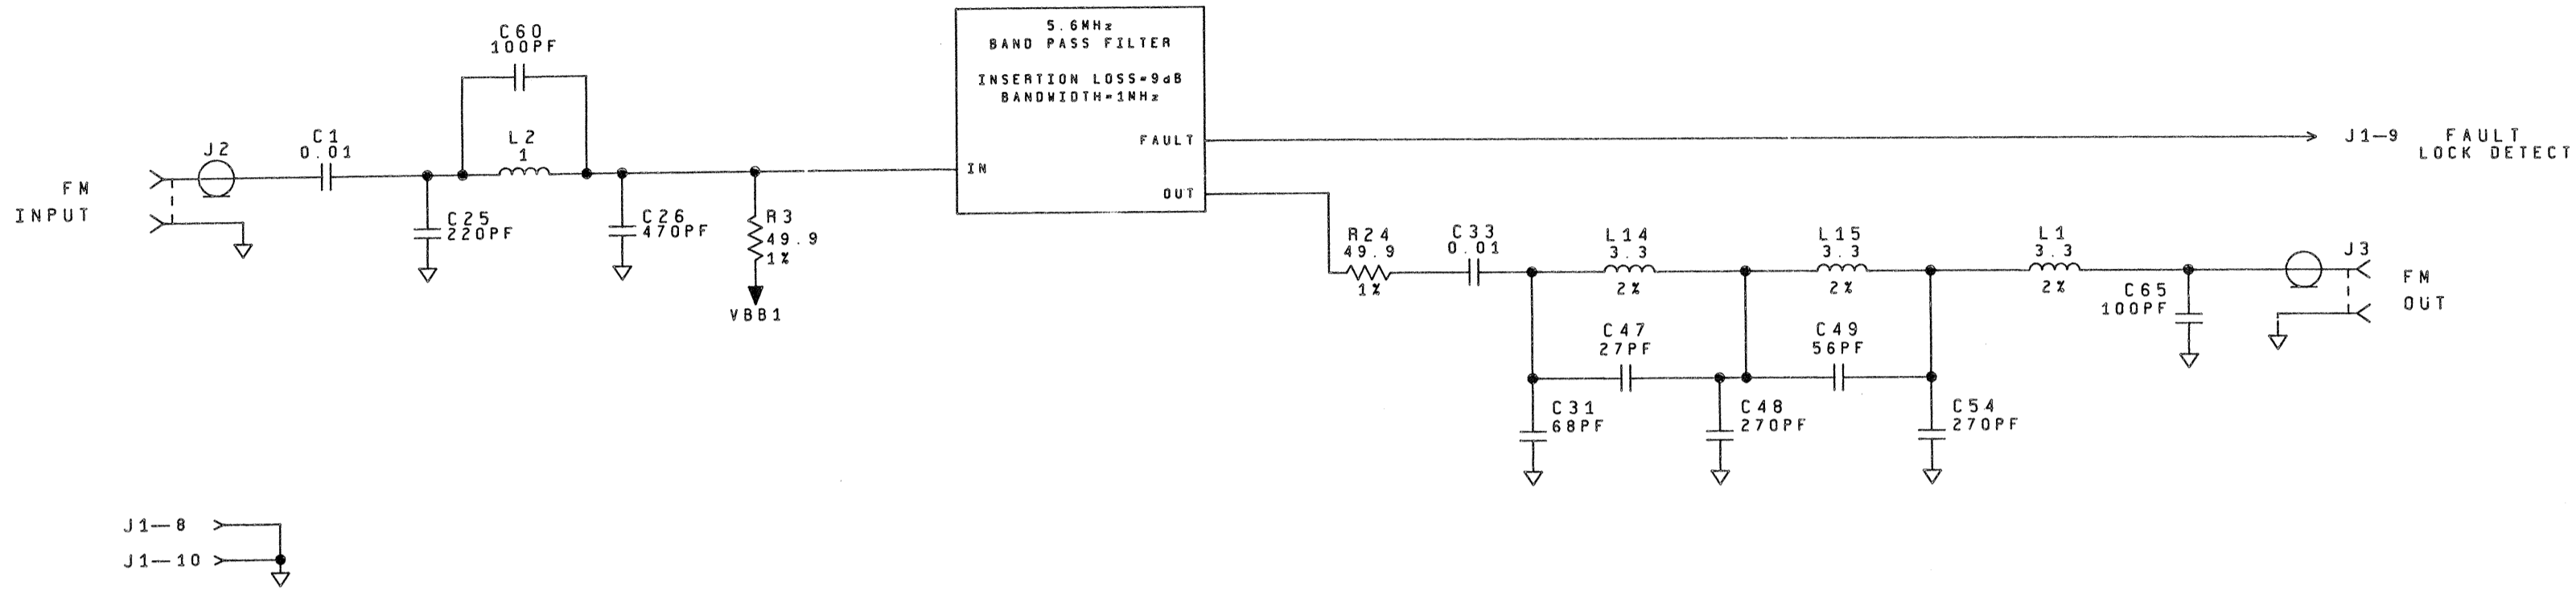 C60
100PF
L2
1
J2
C1
0.01
FM
INPUT
C25
220PF
C26
470PF
R3
49.9
1%
VBB1
5.6MHz
BAND PASS FILTER
INSERTION LOSS=9dB
BANDWIDTH=1MHz
FAULT
IN
OUT
J1-9 FAULT
LOCK DETECT
R24
49.9
1%
C33
0.01
L14
3.3
2%
L15
3.3
2%
L1
3.3
2%
J3
FM
OUT
C65
100PF
C47
27PF
C49
56PF
C31
68PF
C48
270PF
C54
270PF
J1-8
J1-10